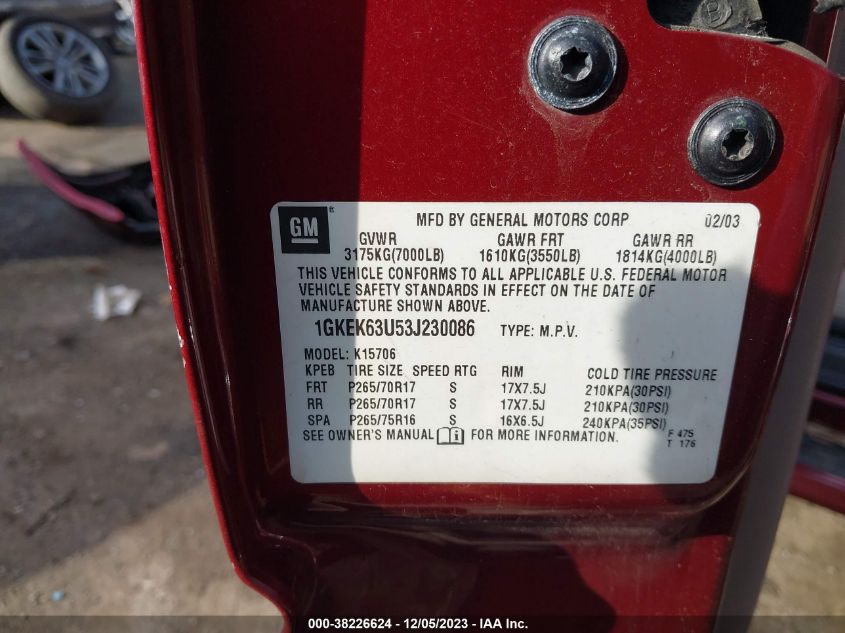 GM ®
MFD BY GENERAL MOTORS CORP 02/03
GVWR GAWR FRT GAWR RR
3175KG(7000LB) 1610KG(3550LB) 1814KG(4000LB)
THIS VEHICLE CONFORMS TO ALL APPLICABLE U.S. FEDERAL MOTOR
VEHICLE SAFETY STANDARDS IN EFFECT ON THE DATE OF
MANUFACTURE SHOWN ABOVE.
1GKEK63U53J230086 TYPE: M.P.V.
MODEL: K15706
KPEB TIRE SIZE SPEED RTG RIM COLD TIRE PRESSURE
FRT P265/70R17 S 17X7.5J 210KPA(30PSI)
RR P265/70R17 S 17X7.5J 210KPA(30PSI)
SPA P265/75R16 S 16X6.5J 240KPA(35PSI)
SEE OWNER'S MANUAL FOR MORE INFORMATION.
F 475
T 176
000-38226624 - 12/05/2023 - IAAI Inc.